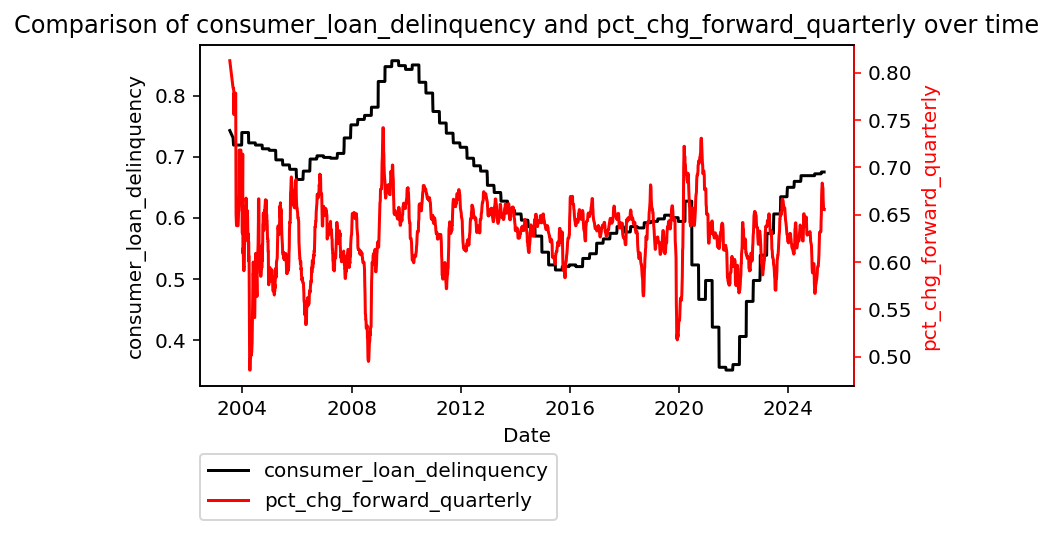 Comparison of consumer_loan_delinquency and pct_chg_forward_quarterly over time
consumer_loan_delinquency
0.8
0.7
0.6
0.5
0.4
0.80
0.75
0.70
0.65
0.60
0.55
0.50
pct_chg_forward_quarterly
2004 2008 2012 2016 2020 2024
Date
consumer_loan_delinquency
pct_chg_forward_quarterly